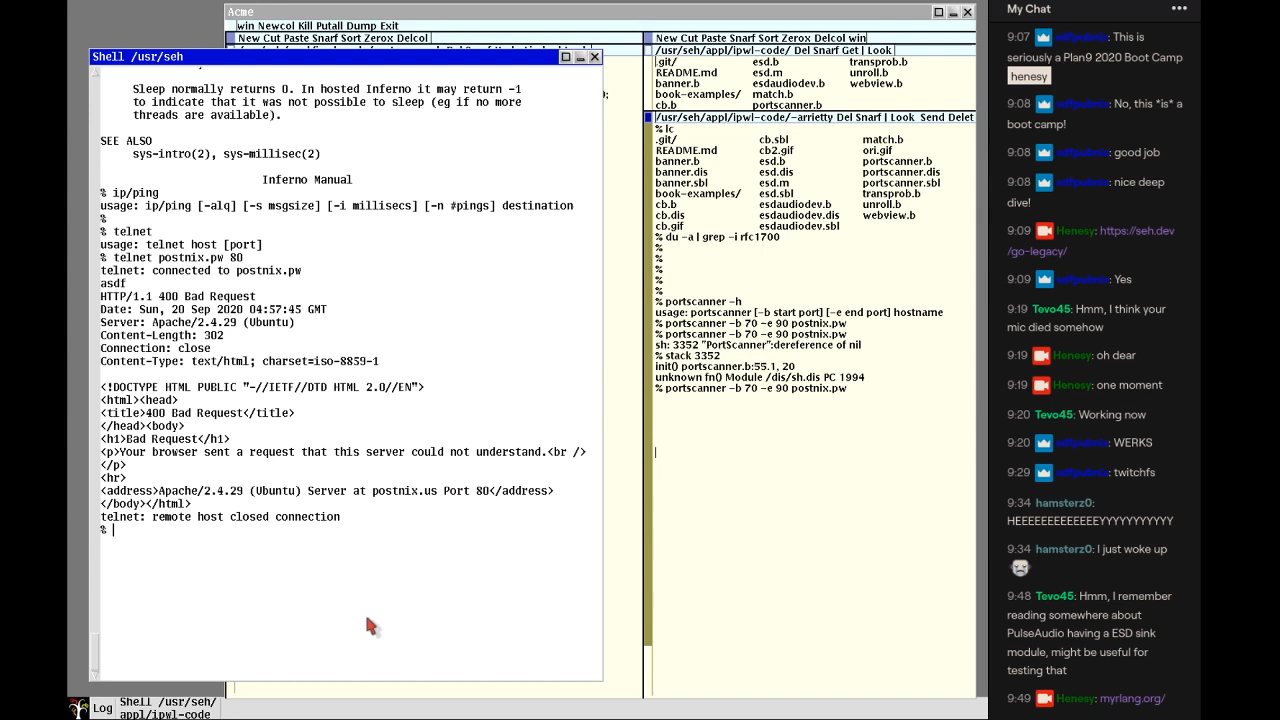 Acme
win Newcol Kill Putall Dump Exit
New Cut Paste Snarf Sort Zerox Delcol
Shell /usr/seh
Sleep normally returns 0. In hosted Inferno it may return -1
to indicate that it was not possible to sleep (eg if no more
threads are available).
SEE ALSO
sys-intro(2), sys-millisec(2)
Inferno Manual
% ip/ping
usage: ip/ping [-alq] [-s msgsize] [-i millisecs] [-n #pings] destination
%
% telnet
usage: telnet host [port]
% telnet postnix.pw 80
telnet: connected to postnix.pw
asdf
HTTP/1.1 400 Bad Request
Date: Sun, 20 Sep 2020 04:57:45 GMT
Server: Apache/2.4.29 (Ubuntu)
Content-Length: 302
Connection: close
Content-Type: text/html; charset=iso-8859-1
<!DOCTYPE HTML PUBLIC "-//IETF//DTD HTML 2.0//EN">
<html><head>
<title>400 Bad Request</title>
</head><body>
<h1>Bad Request</h1>
<p>Your browser sent a request that this server could not understand.<br />
</p>
<hr>
<address>Apache/2.4.29 (Ubuntu) Server at postnix.us Port 80</address>
</body></html>
telnet: remote host closed connection
%
New Cut Paste Snarf Sort Zerox Delcol win
/usr/seh/appl/ipwl-code/ Del Snarf Get | Look
.git/ esd.b transprob.b
README.md esd.m unroll.b
banner.b esdaudiodev.b webview.b
book-examples/ match.b
cb.b portscanner.b
/usr/seh/appl/ipwl-code/-arrietty Del Snarf | Look Send Delet
% lc
.git/ cb.sbl match.b
README.md cb2.gif ori.gif
banner.b esd.b portscanner.b
banner.dis esd.dis portscanner.dis
banner.sbl esd.m portscanner.sbl
book-examples/ esd.sbl transprob.b
cb.b esdaudiodev.b unroll.b
cb.dis esdaudiodev.dis webview.b
cb.gif esdaudiodev.sbl
% du -a | grep -i rfc1700
%
%
%
%
%
% portscanner -h
usage: portscanner [-b start port] [-e end port] hostname
% portscanner -b 70 -e 90 postnix.pw
% portscanner -b 70 -e 90 postnix.pw
sh: 3352 "PortScanner":dereference of nil
% stack 3352
init() portscanner.b:55.1, 20
unknown fn() Module /dis/sh.dis PC 1994
% portscanner -b 70 -e 90 postnix.pw
Log
Shell /usr/seh/
appl/ipwl-code
My Chat
9:07 sdfpubnix: This is
seriously a Plan9 2020 Boot Camp
henesy
9:08 sdfpubnix: No, this *is* a
boot camp!
9:08 sdfpubnix: good job
9:08 sdfpubnix: nice deep
dive!
9:09 Henesy: https://seh.dev
/go-legacy/
9:09 sdfpubnix: Yes
9:19 Tevo45: Hmm, I think your
mic died somehow
9:19 Henesy: oh dear
9:19 Henesy: one moment
9:20 Tevo45: Working now
9:20 sdfpubnix: WERKS
9:29 sdfpubnix: twitchfs
9:34 hamsterz0:
HEEEEEEEEEEEEYYYYYYYYYYY
9:34 hamsterz0: I just woke up
9:48 Tevo45: Hmm, I remember
reading somewhere about
PulseAudio having a ESD sink
module, might be useful for
testing that
9:49 Henesy: myrlang.org/